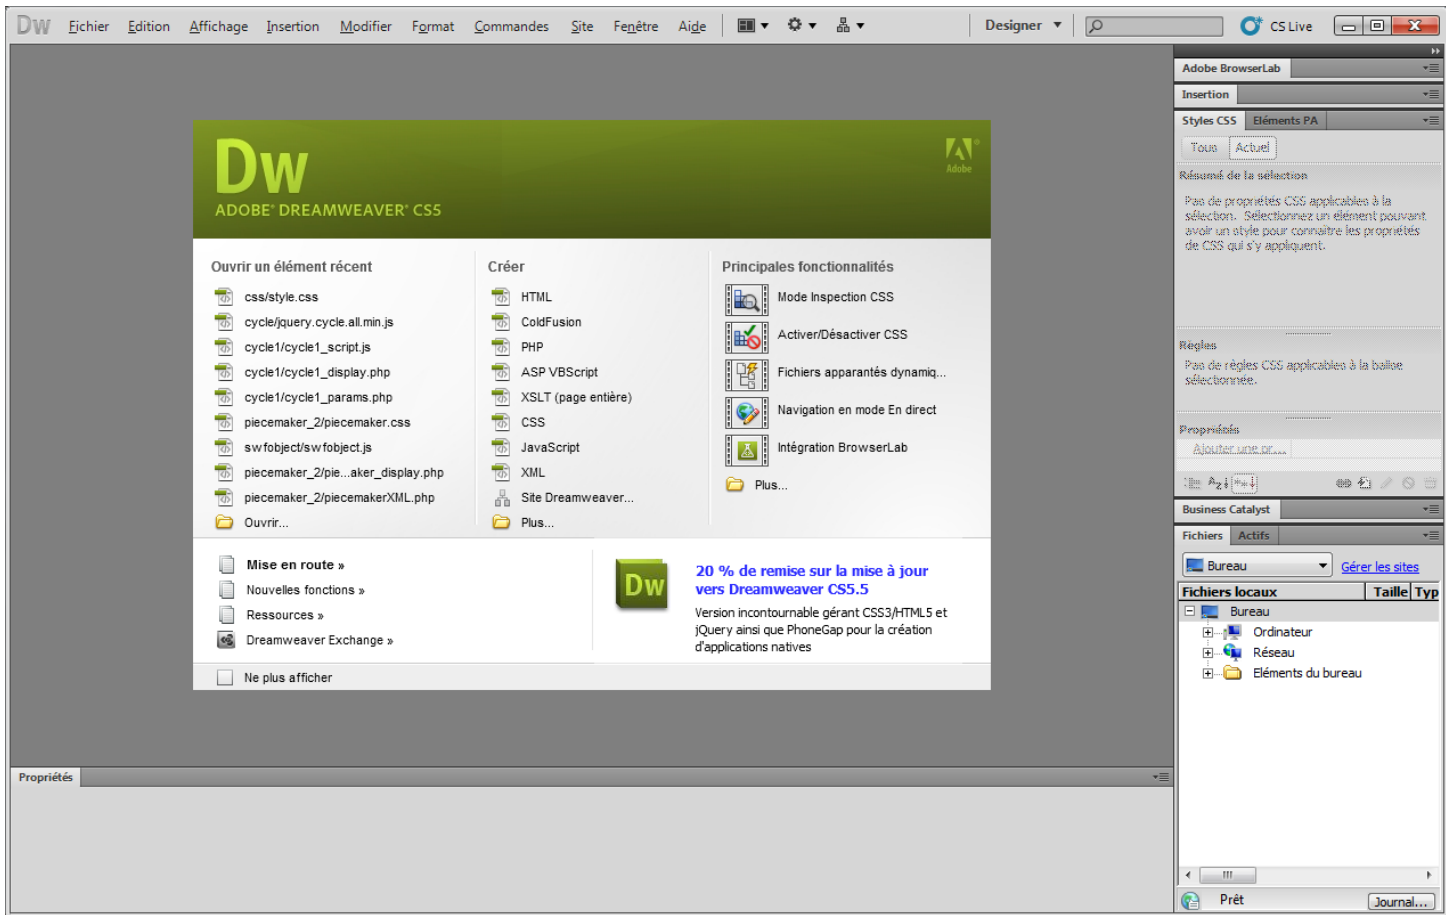 Dw Fichier Edition Affichage Insertion Modifier Format Commandes Site Fenêtre Aide Designer CS Live
Adobe BrowserLab
Insertion
Styles CSS Eléments PA
Tous Actuel
Résumé de la sélection
Pas de propriétés CSS applicables à la
sélection. Sélectionnez un élément pouvant
avoir un style pour connaitre les propriétés
de CSS qui s'y appliquent.
Règles
Pas de règles CSS applicables à la balise
sélectionnée.
Propriétés
Ajouter une pr...
Business Catalyst
Fichiers Actifs
Bureau Gérer les sites
Fichiers locaux Taille Typ
Bureau
Ordinateur
Réseau
Eléments du bureau
Prêt Journal...
Dw
ADOBE® DREAMWEAVER® CS5
Adobe
Ouvrir un élément récent
css/style.css
cycle/jquery.cycle.all.min.js
cycle1/cycle1_script.js
cycle1/cycle1_display.php
cycle1/cycle1_params.php
piecemaker_2/piecemaker.css
swfobject/swfobject.js
piecemaker_2/pie...aker_display.php
piecemaker_2/piecemakerXML.php
Ouvrir...
Créer
HTML
ColdFusion
PHP
ASP VBScript
XSLT (page entière)
CSS
JavaScript
XML
Site Dreamweaver...
Plus...
Principales fonctionnalités
Mode Inspection CSS
Activer/Désactiver CSS
Fichiers apparantés dynamiq...
Navigation en mode En direct
Intégration BrowserLab
Plus...
Mise en route »
Nouvelles fonctions »
Ressources »
Dreamweaver Exchange »
Dw
20 % de remise sur la mise à jour
vers Dreamweaver CS5.5
Version incontournable gérant CSS3/HTML5 et
jQuery ainsi que PhoneGap pour la création
d'applications natives
Ne plus afficher
Propriétés